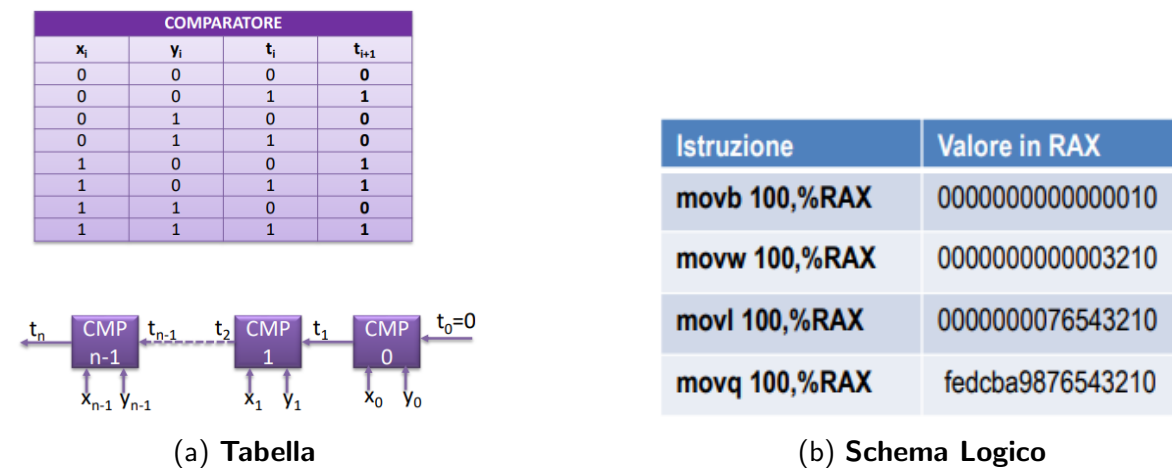 COMPARATORE
xi yi ti ti+1
0 0 0 0
0 0 1 1
0 1 0 0
0 1 1 0
1 0 0 1
1 0 1 1
1 1 0 0
1 1 1 1
tn CMP n-1 tn-1 t2 CMP 1 t1 CMP 0 t0=0
xn-1 yn-1 x1 y1 x0 y0
(a) Tabella
Istruzione Valore in RAX
movb 100,%RAX 0000000000000010
movw 100,%RAX 0000000000003210
movl 100,%RAX 0000000076543210
movq 100,%RAX fedcba9876543210
(b) Schema Logico